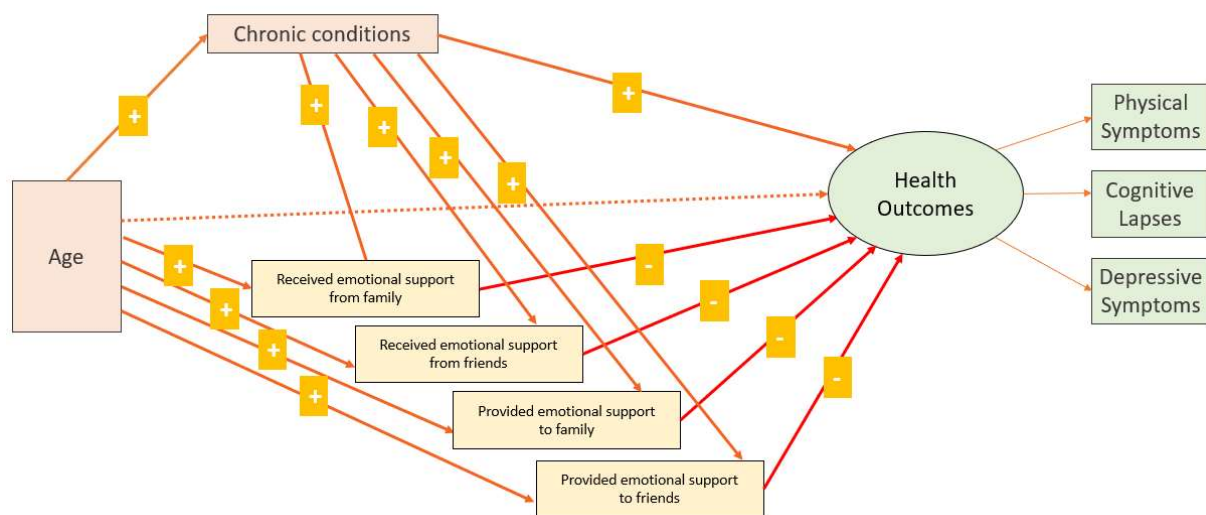 Chronic conditions
+
+
+
+
+
+
Physical
Symptoms
Health
Outcomes
Cognitive
Lapses
Age
+
Received emotional support
from family
-
Depressive
Symptoms
+
Received emotional support
from friends
-
+
Provided emotional support
to family
-
+
Provided emotional support
to friends
-